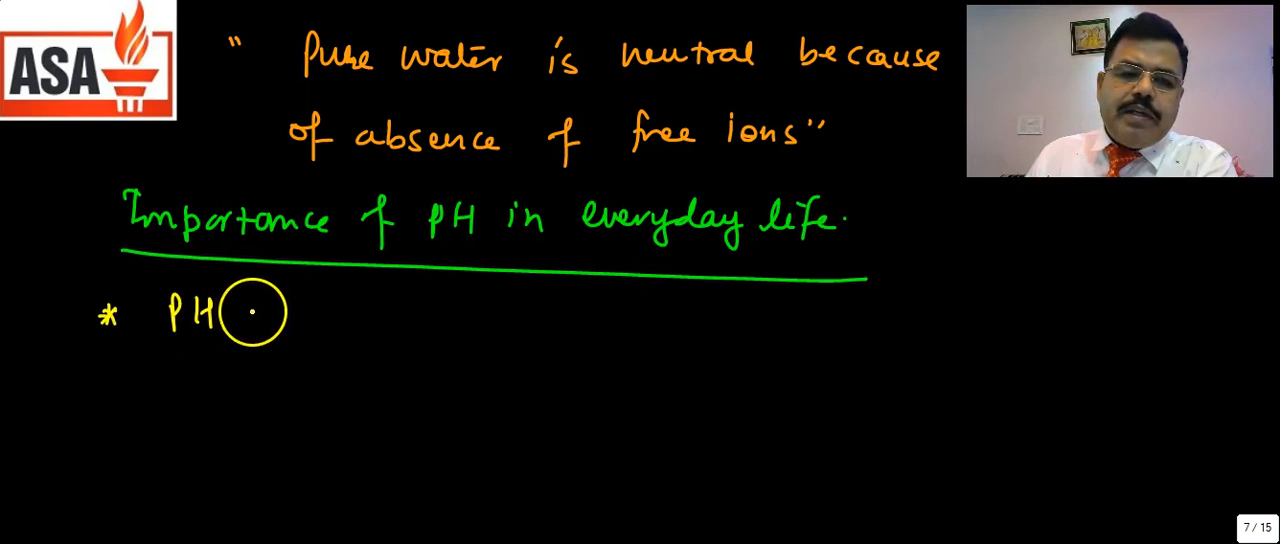 ASA
" Pure water is neutral because
of absence of free ions"
Importance of PH in everyday life.
* PH
7 / 15